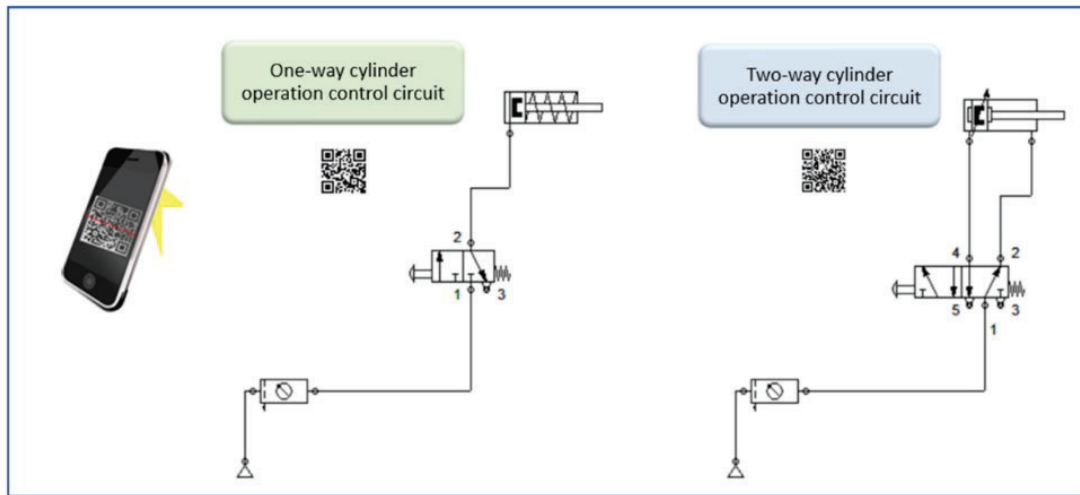 One-way cylinder
operation control circuit
Two-way cylinder
operation control circuit
2
1
3
4
2
5
3
1